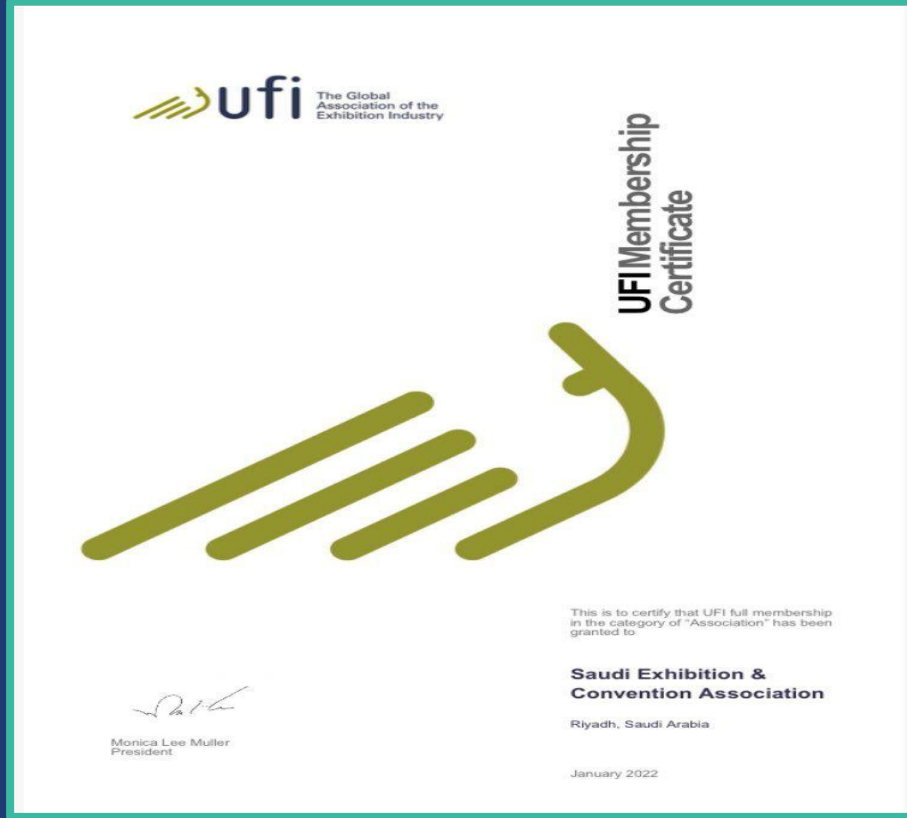 ufi
The Global
Association of the
Exhibition Industry
UFI Membership
Certificate
This is to certify that UFI full membership
in the category of "Association" has been
granted to
Saudi Exhibition &
Convention Association
Riyadh, Saudi Arabia
Monica Lee Muller
President
January 2022